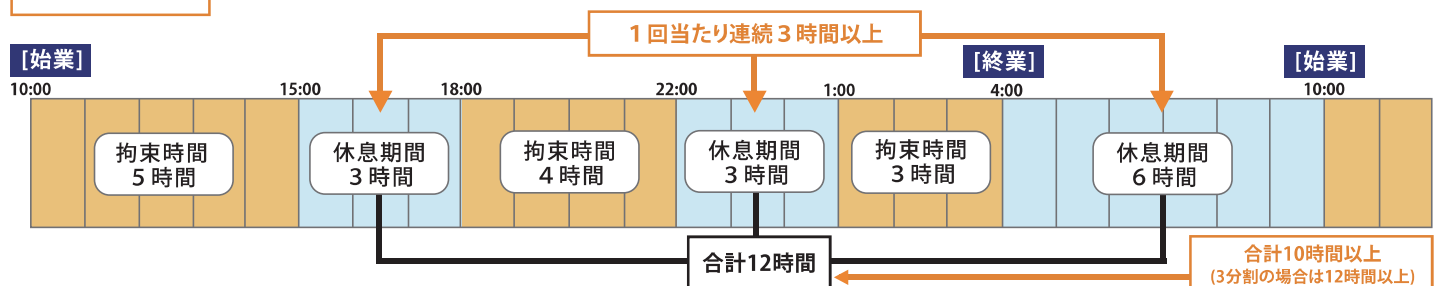 1回当たり連続3時間以上
[始業]
[終業]
[始業]
10:00
15:00
18:00
22:00
1:00
4:00
10:00
拘束時間
5時間
休息期間
3時間
拘束時間
4時間
休息期間
3時間
拘束時間
3時間
休息期間
6時間
合計12時間
合計10時間以上
(3分割の場合は12時間以上)